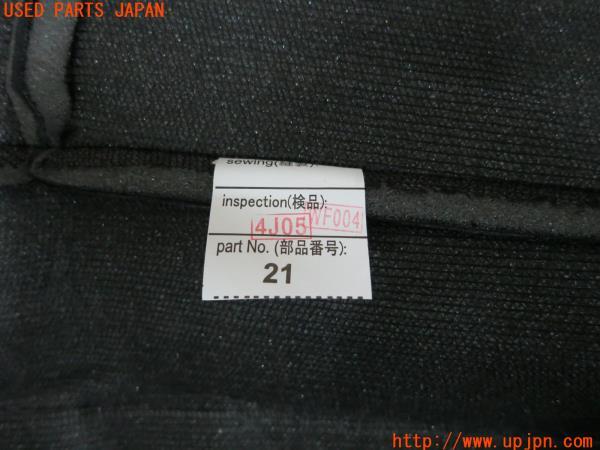 USED PARTS JAPAN
inspection(検品):
4J05 WF004
part No. (部品番号):
21
http://www.upjpn.com/